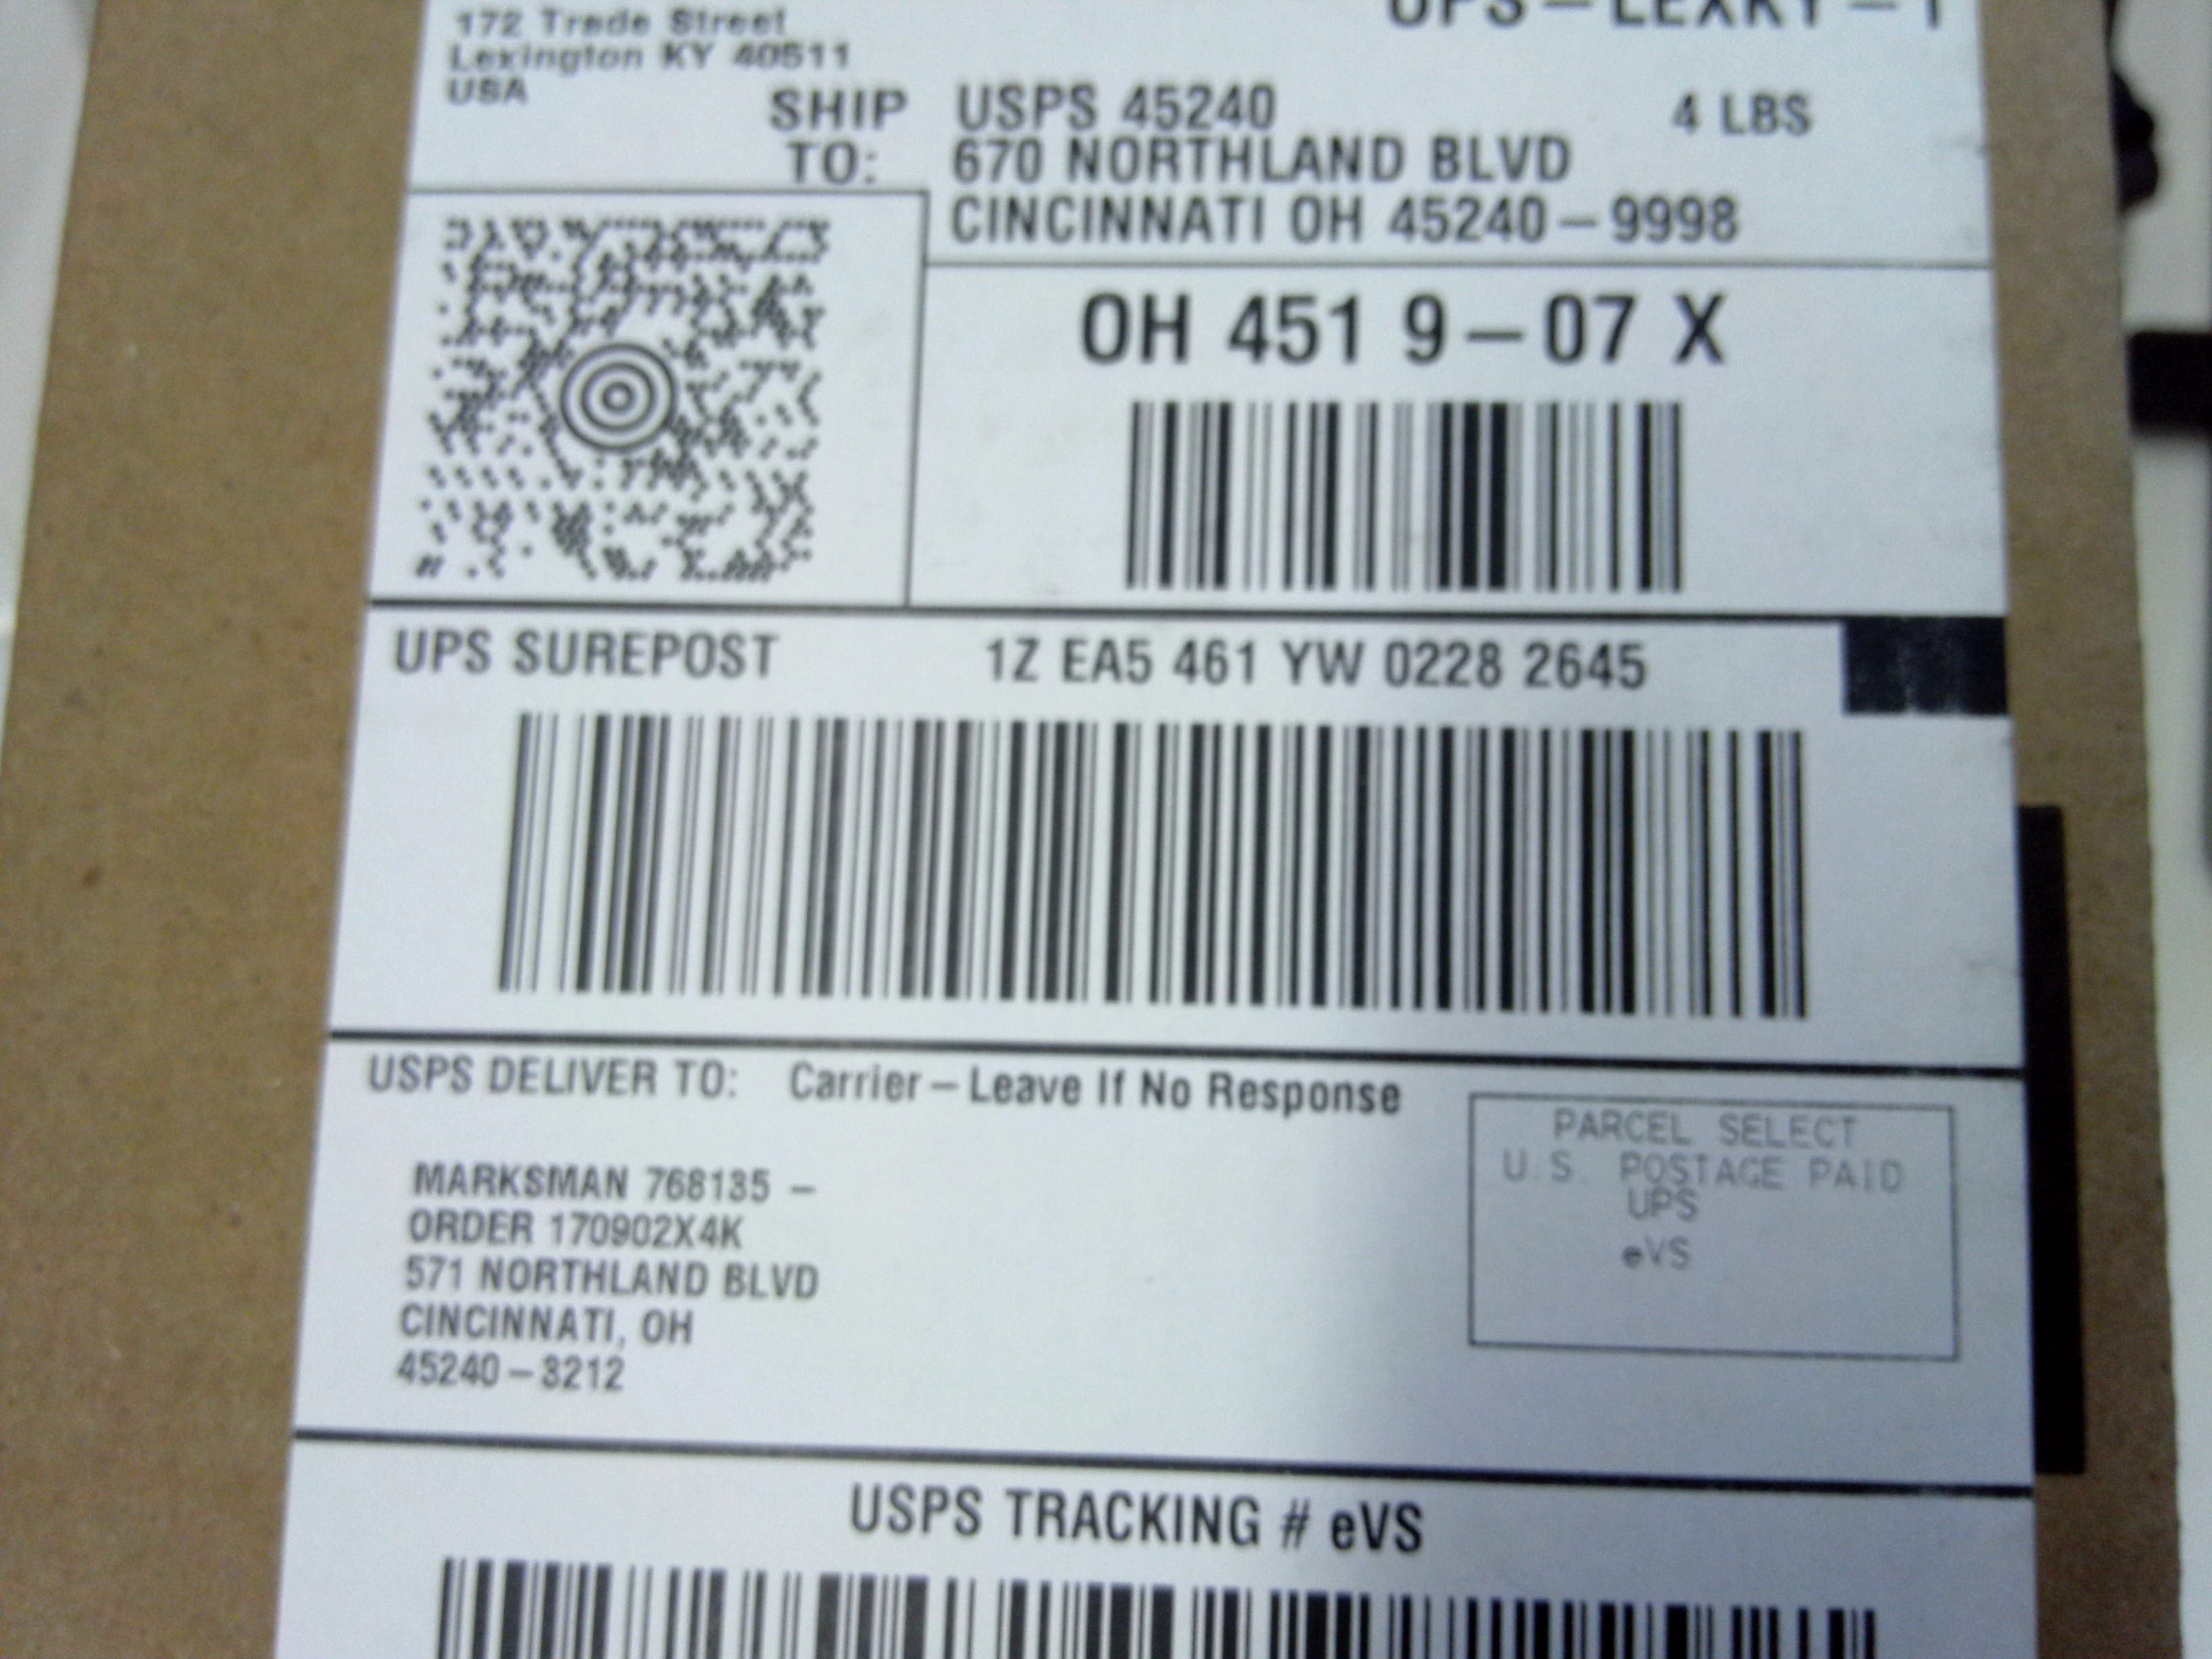 172 Trade Street
Lexington KY 40511
USA
UPS – LEXKY – 1
4 LBS
SHIP TO:
USPS 45240
670 NORTHLAND BLVD
CINCINNATI OH 45240–9998
OH 451 9–07 X
UPS SUREPOST
1Z EA5 461 YW 0228 2645
USPS DELIVER TO: Carrier–Leave If No Response
MARKSMAN 768135 –
ORDER 170902X4K
571 NORTHLAND BLVD
CINCINNATI, OH
45240–3212
PARCEL SELECT
U.S. POSTAGE PAID
UPS
eVS
USPS TRACKING # eVS